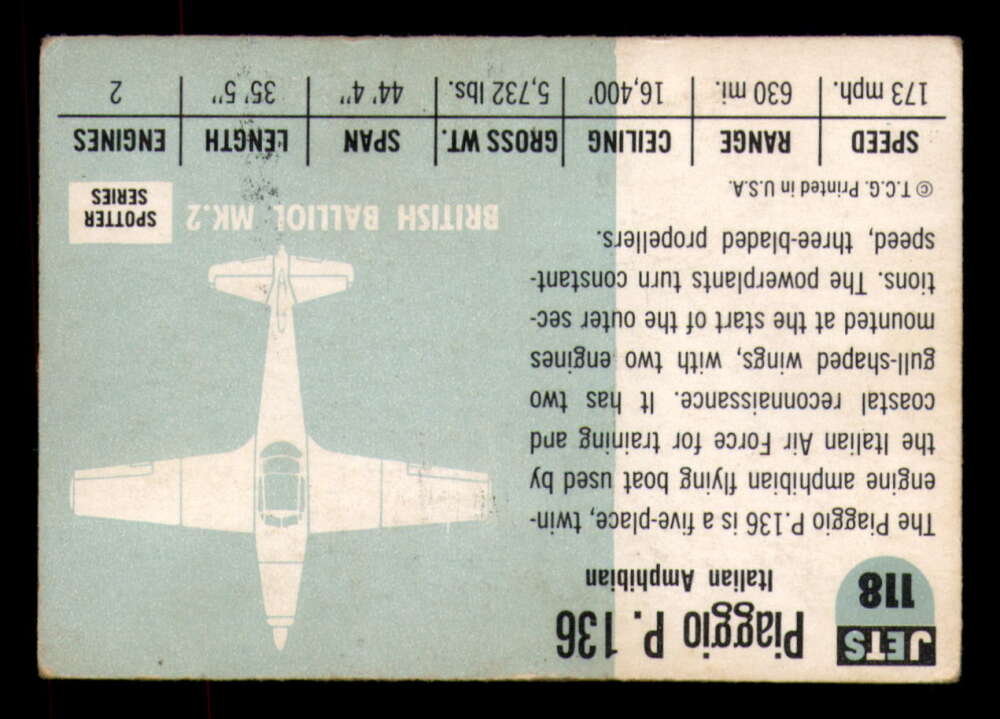 JETS
118
Piaggio P. 136
Italian Amphibian
The Piaggio P.136 is a five-place, twin-
engine amphibian flying boat used by
the Italian Air Force for training and
coastal reconnaissance. It has two
gull-shaped wings, with two engines
mounted at the start of the outer sec-
tions. The powerplants turn constant-
speed, three-bladed propellers.
© T.C.G. Printed in U.S.A.
BRITISH BALLIOL MK.2
SPOTTER
SERIES
SPEED RANGE CEILING GROSS WT. SPAN LENGTH ENGINES
173 mph. 630 mi. 16,400' 5,732 lbs. 44' 4" 35' 5" 2